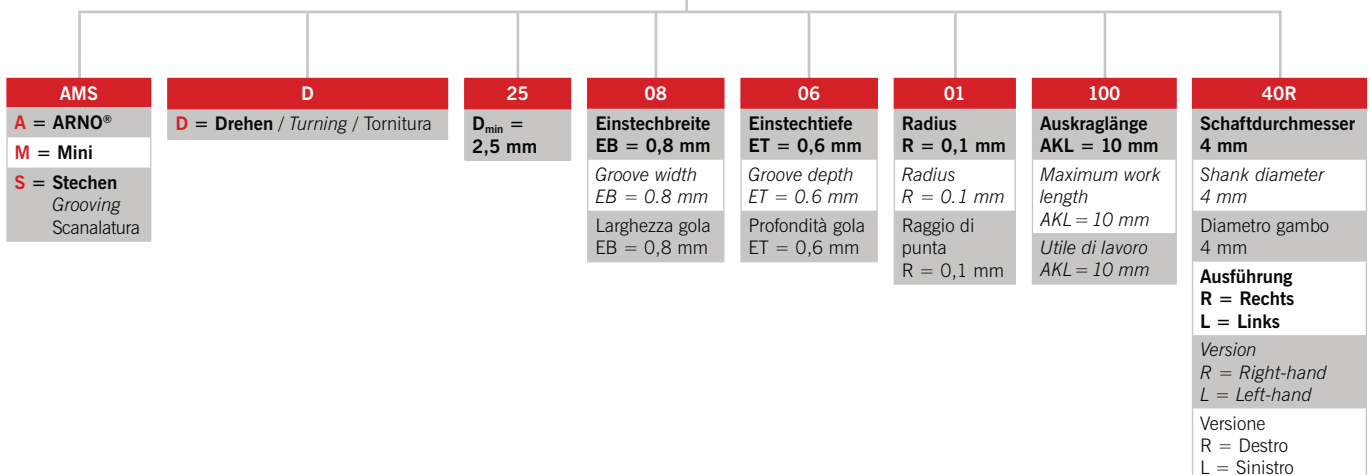 AMS
A = ARNO®
M = Mini
S = Stechen
Grooving
Scanalatura
D
D = Drehen / Turning / Tornitura
25
Dmin =
2,5 mm
08
Einstechbreite
EB = 0,8 mm
Groove width
EB = 0.8 mm
Larghezza gola
EB = 0,8 mm
06
Einstechtiefe
ET = 0,6 mm
Groove depth
ET = 0.6 mm
Profondità gola
ET = 0,6 mm
01
Radius
R = 0,1 mm
Radius
R = 0.1 mm
Raggio di
punta
R = 0,1 mm
100
Auskraglänge
AKL = 10 mm
Maximum work
length
AKL = 10 mm
Utile di lavoro
AKL = 10 mm
40R
Schaftdurchmesser
4 mm
Shank diameter
4 mm
Diametro gambo
4 mm
Ausführung
R = Rechts
L = Links
Version
R = Right-hand
L = Left-hand
Versione
R = Destro
L = Sinistro